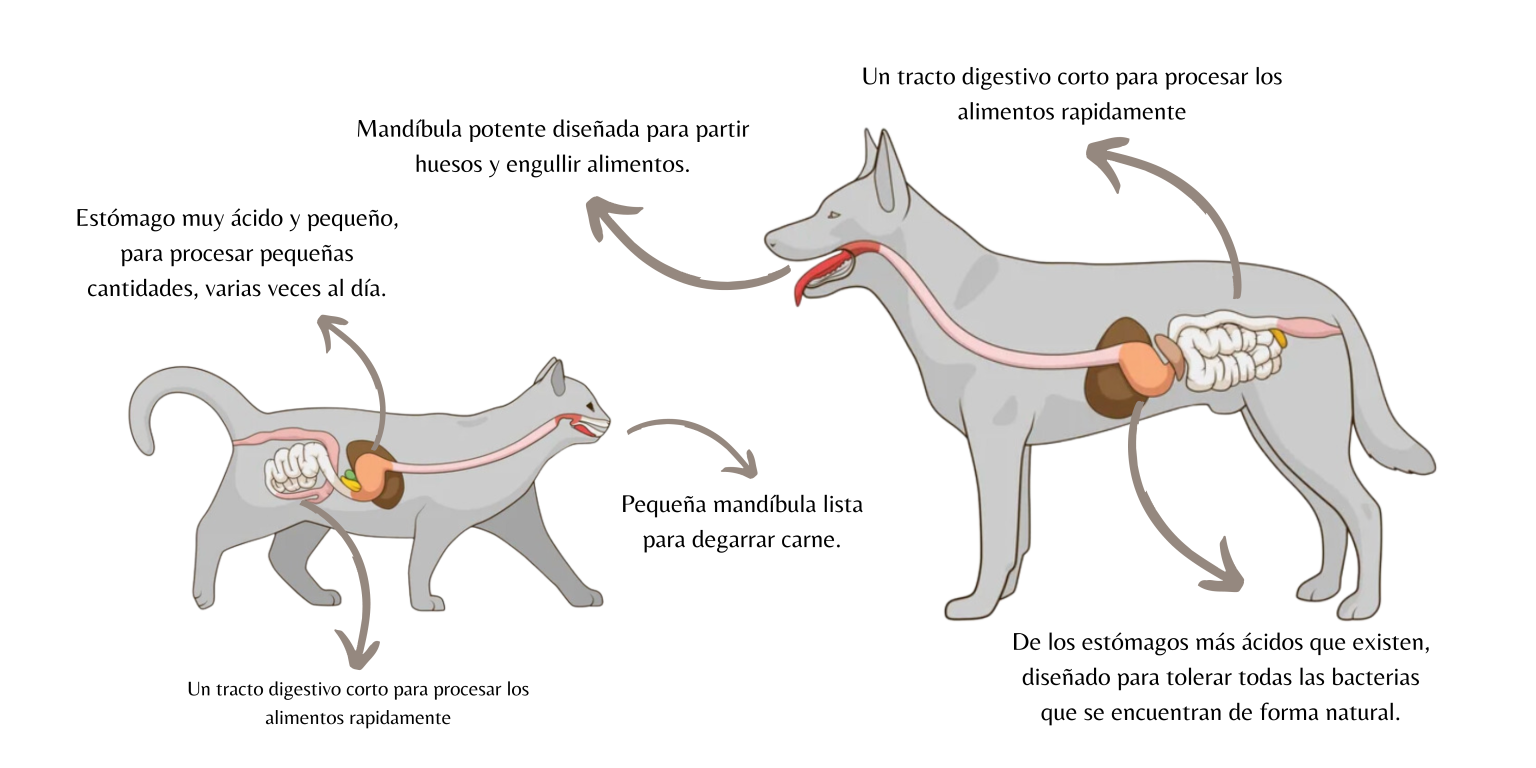 Un tracto digestivo corto para procesar los
alimentos rapidamente
Mandíbula potente diseñada para partir
huesos y engullir alimentos.
Estómago muy ácido y pequeño,
para procesar pequeñas
cantidades, varias veces al día.
Pequeña mandíbula lista
para degarrar carne.
De los estómagos más ácidos que existen,
diseñado para tolerar todas las bacterias
que se encuentran de forma natural.
Un tracto digestivo corto para procesar los
alimentos rapidamente